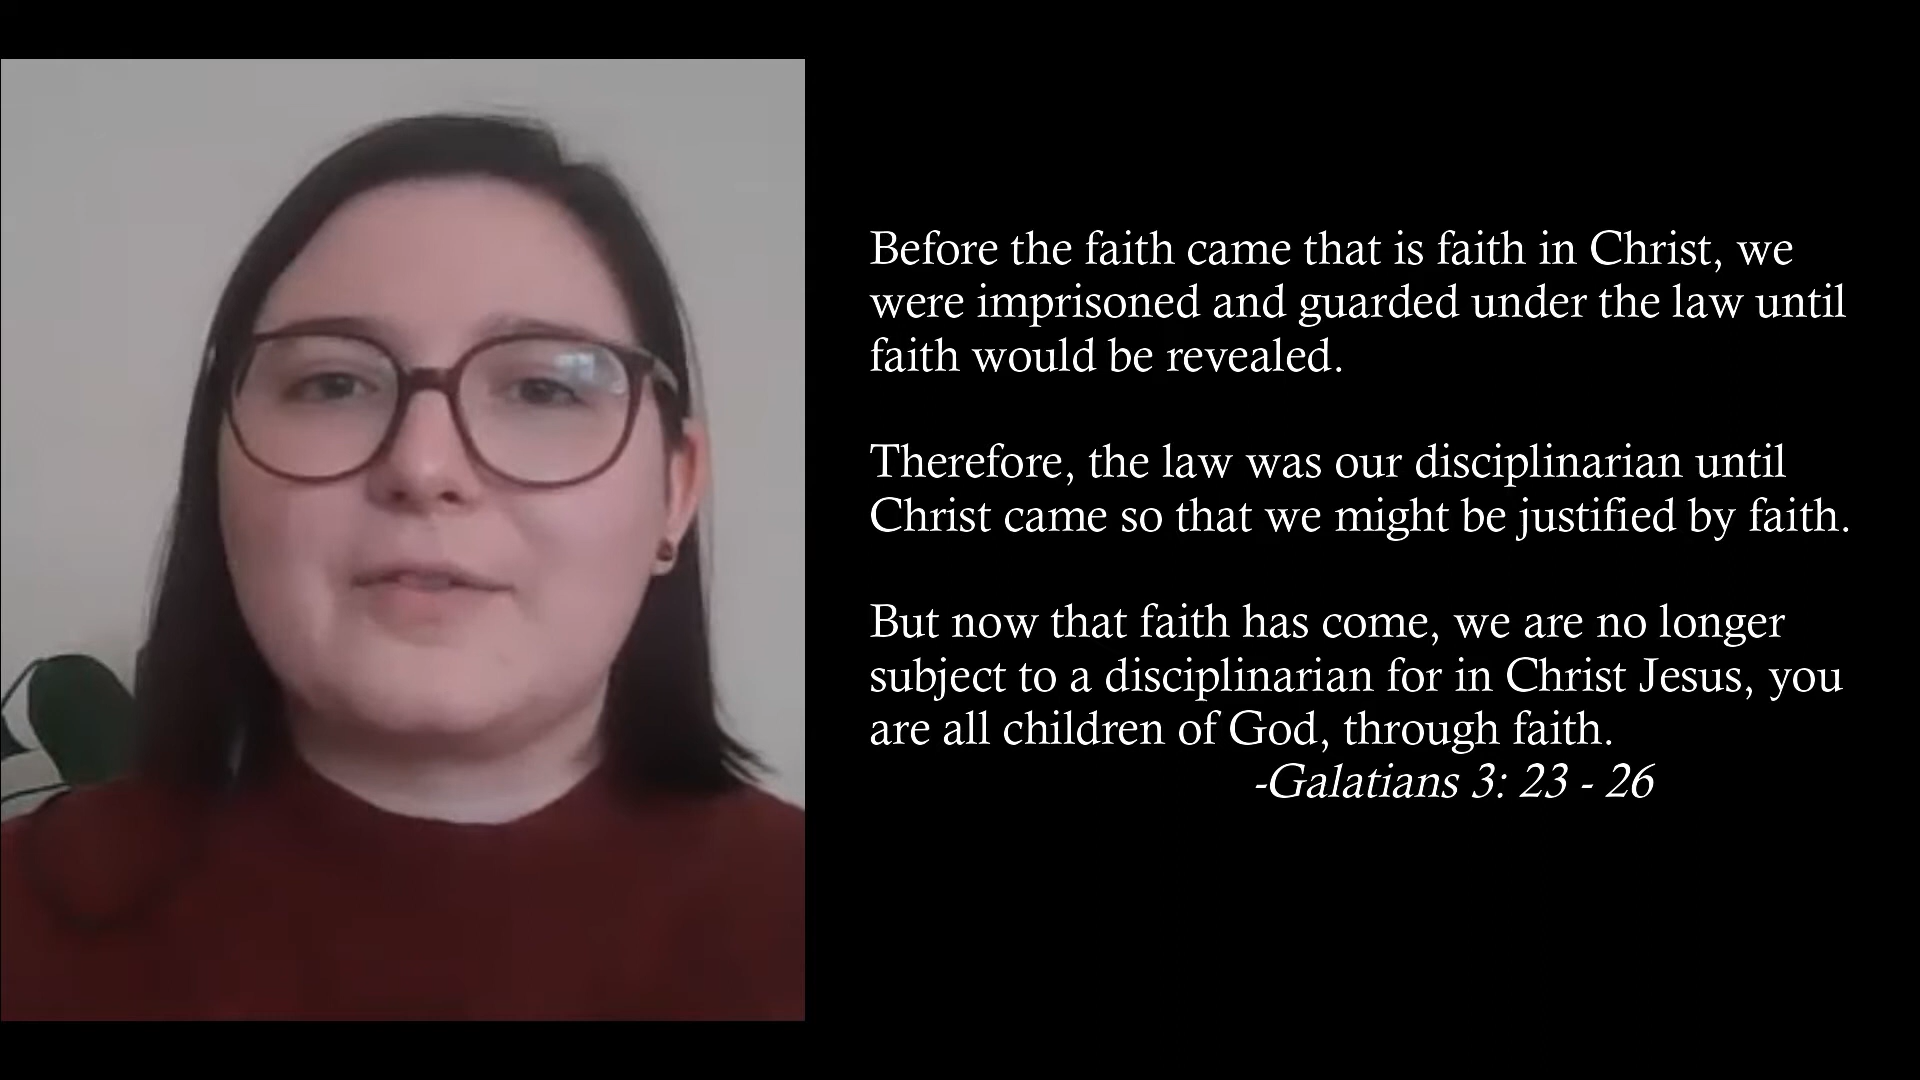 Before the faith came that is faith in Christ, we
were imprisoned and guarded under the law until
faith would be revealed.
Therefore, the law was our disciplinarian until
Christ came so that we might be justified by faith.
But now that faith has come, we are no longer
subject to a disciplinarian for in Christ Jesus, you
are all children of God, through faith.
-Galatians 3: 23 - 26